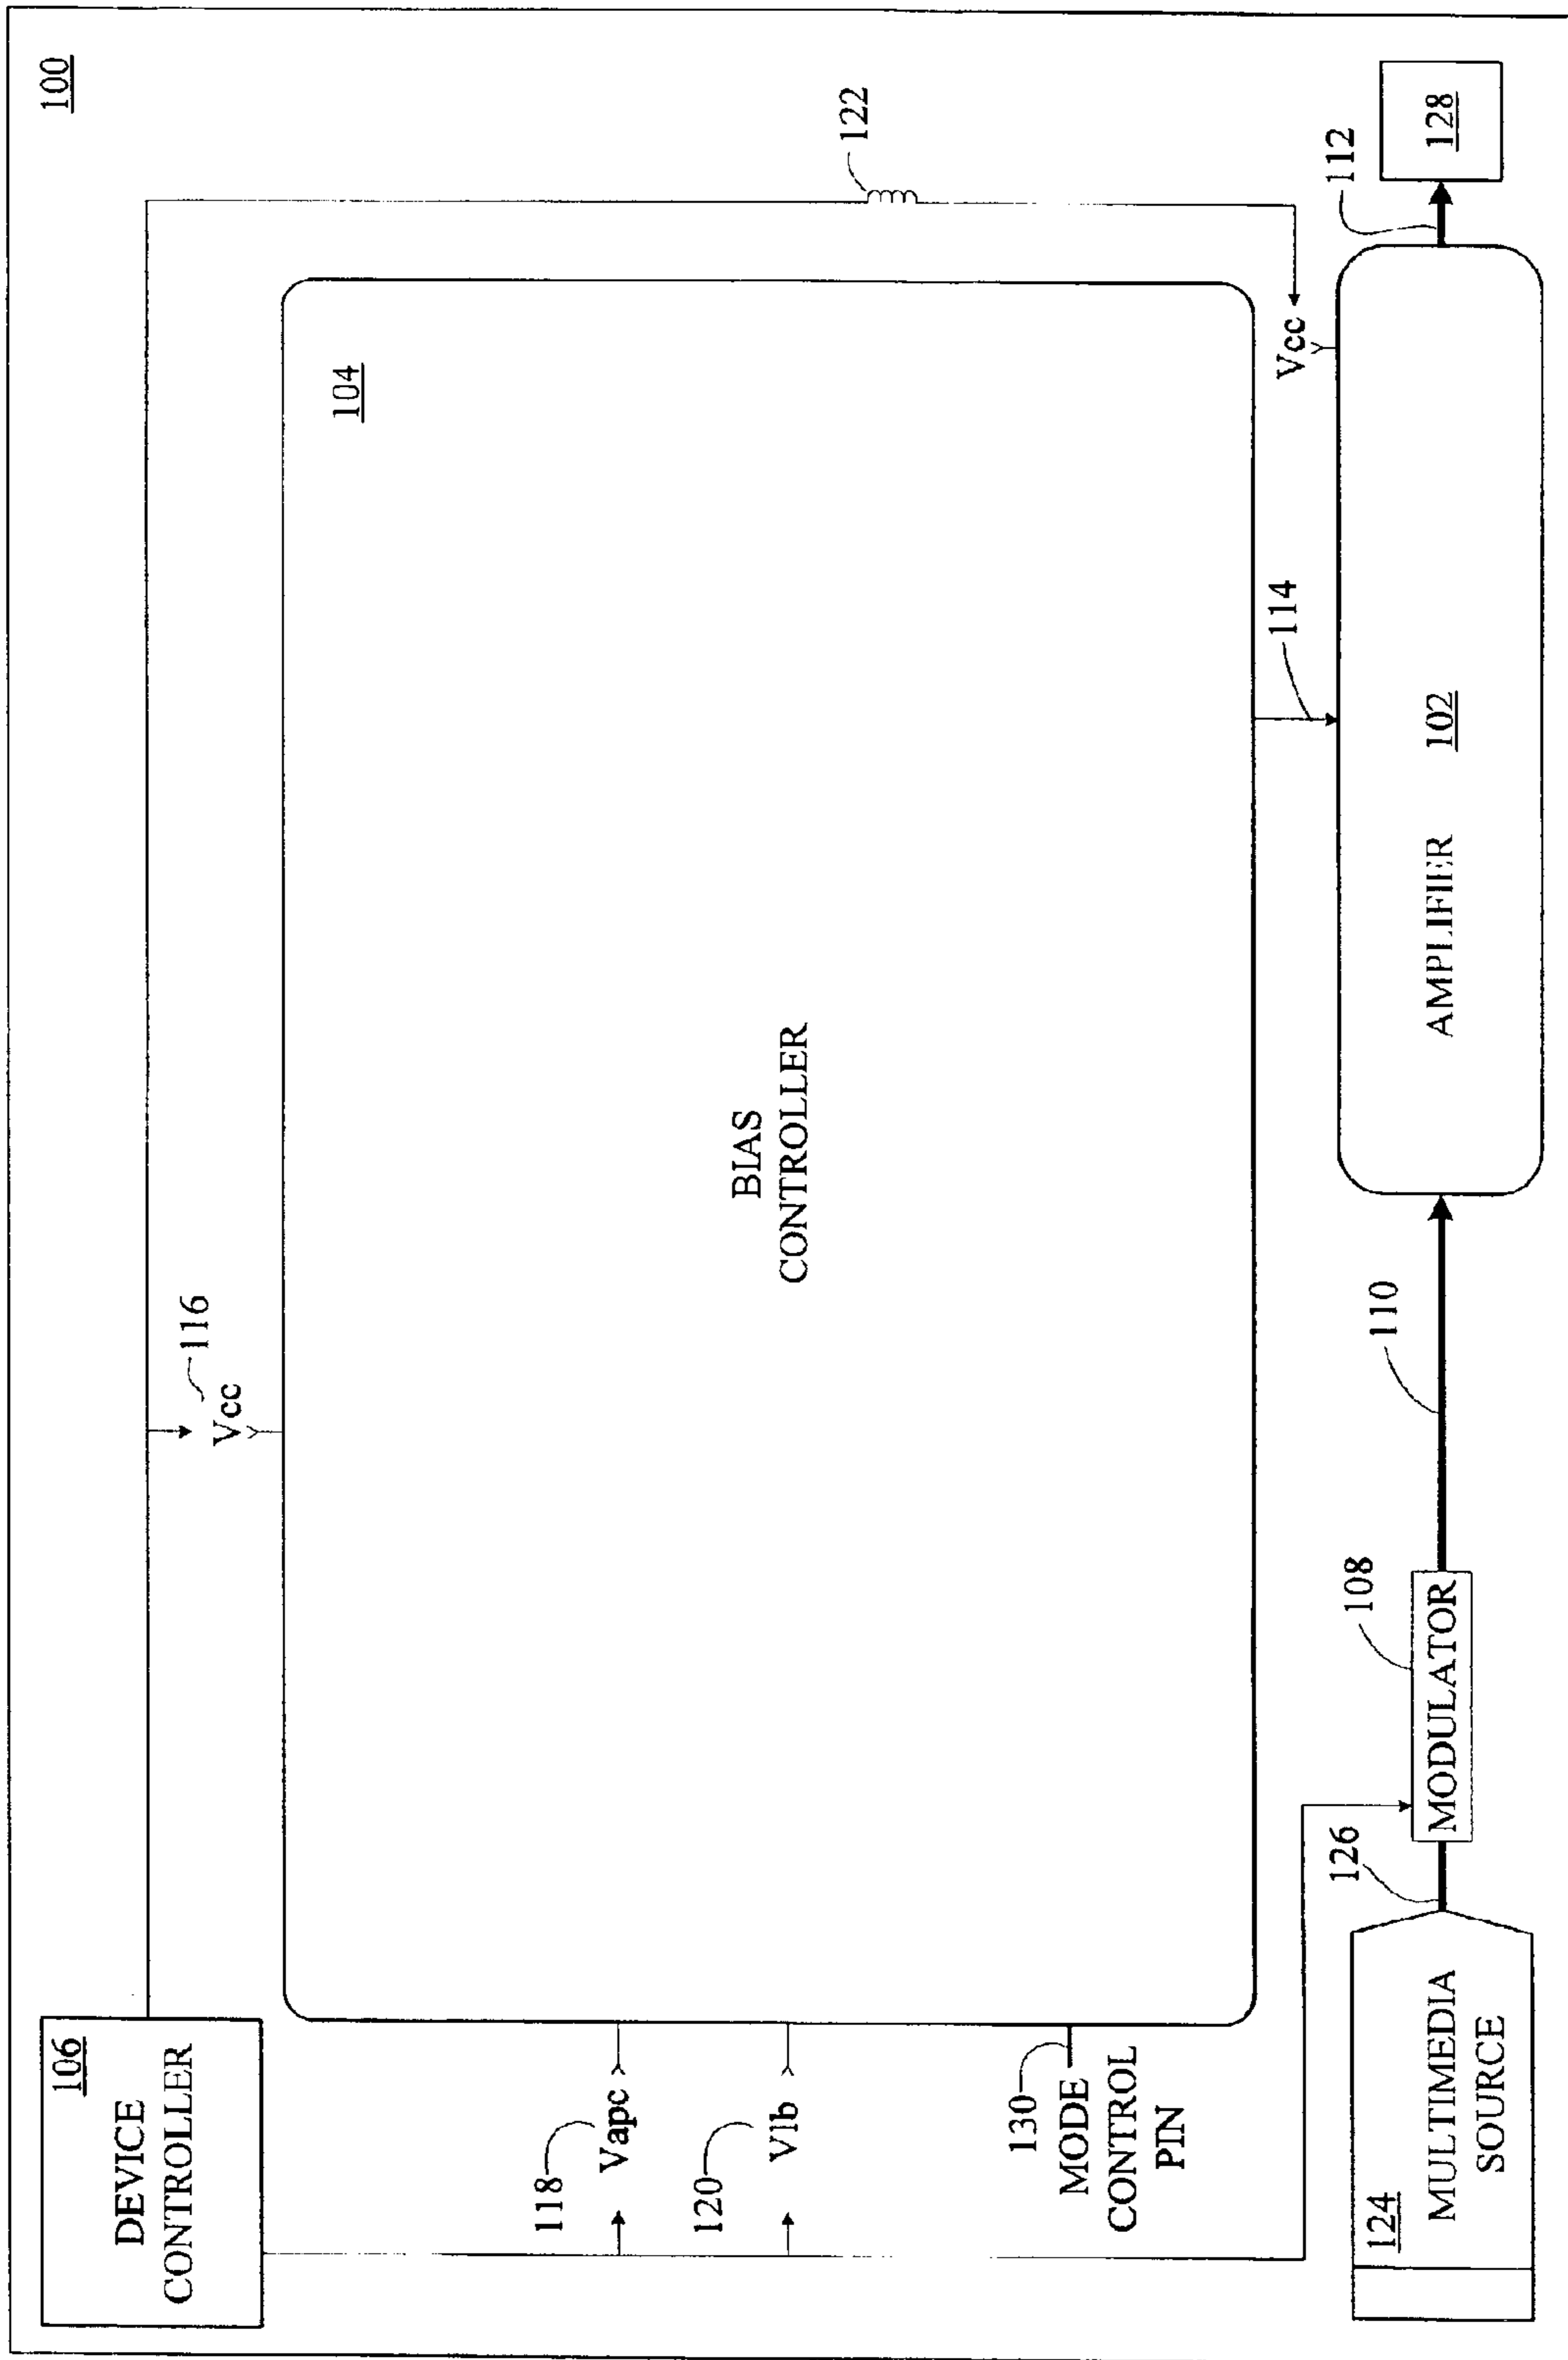 100
106
DEVICE
CONTROLLER
116
Vcc
104
122
118
Vapc
120
Vlb
BIAS
CONTROLLER
130
MODE
CONTROL
PIN
114
Vcc
124
MULTIMEDIA
SOURCE
126
MODULATOR
108
110
AMPLIFIER 102
112
128